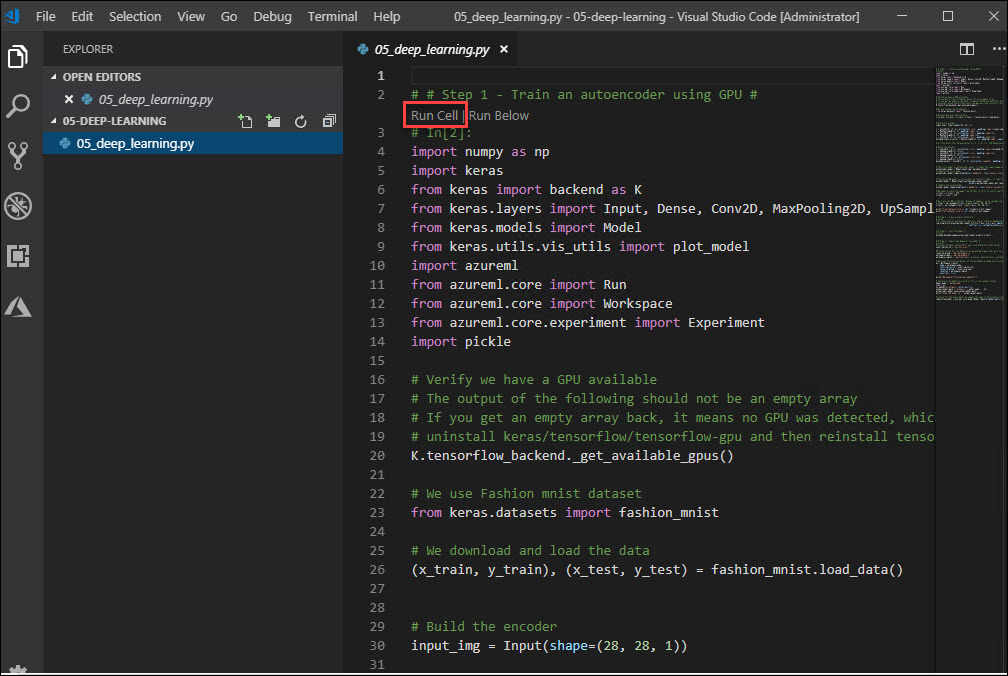 File Edit Selection View Go Debug Terminal Help 05_deep_learning.py - 05-deep-learning - Visual Studio Code [Administrator]
EXPLORER
OPEN EDITORS
05_deep_learning.py
05-DEEP-LEARNING
05_deep_learning.py
05_deep_learning.py
1
2 # # Step 1 - Train an autoencoder using GPU #
Run Cell | Run Below
3 # In[2]:
4 import numpy as np
5 import keras
6 from keras import backend as K
7 from keras.layers import Input, Dense, Conv2D, MaxPooling2D, UpSampl
8 from keras.models import Model
9 from keras.utils.vis_utils import plot_model
10 import azureml
11 from azureml.core import Run
12 from azureml.core import Workspace
13 from azureml.core.experiment import Experiment
14 import pickle
15
16 # Verify we have a GPU available
17 # The output of the following should not be an empty array
18 # If you get an empty array back, it means no GPU was detected, whic
19 # uninstall keras/tensorflow/tensorflow-gpu and then reinstall tenso
20 K.tensorflow_backend._get_available_gpus()
21
22 # We use Fashion mnist dataset
23 from keras.datasets import fashion_mnist
24
25 # We download and load the data
26 (x_train, y_train), (x_test, y_test) = fashion_mnist.load_data()
27
28
29 # Build the encoder
30 input_img = Input(shape=(28, 28, 1))
31